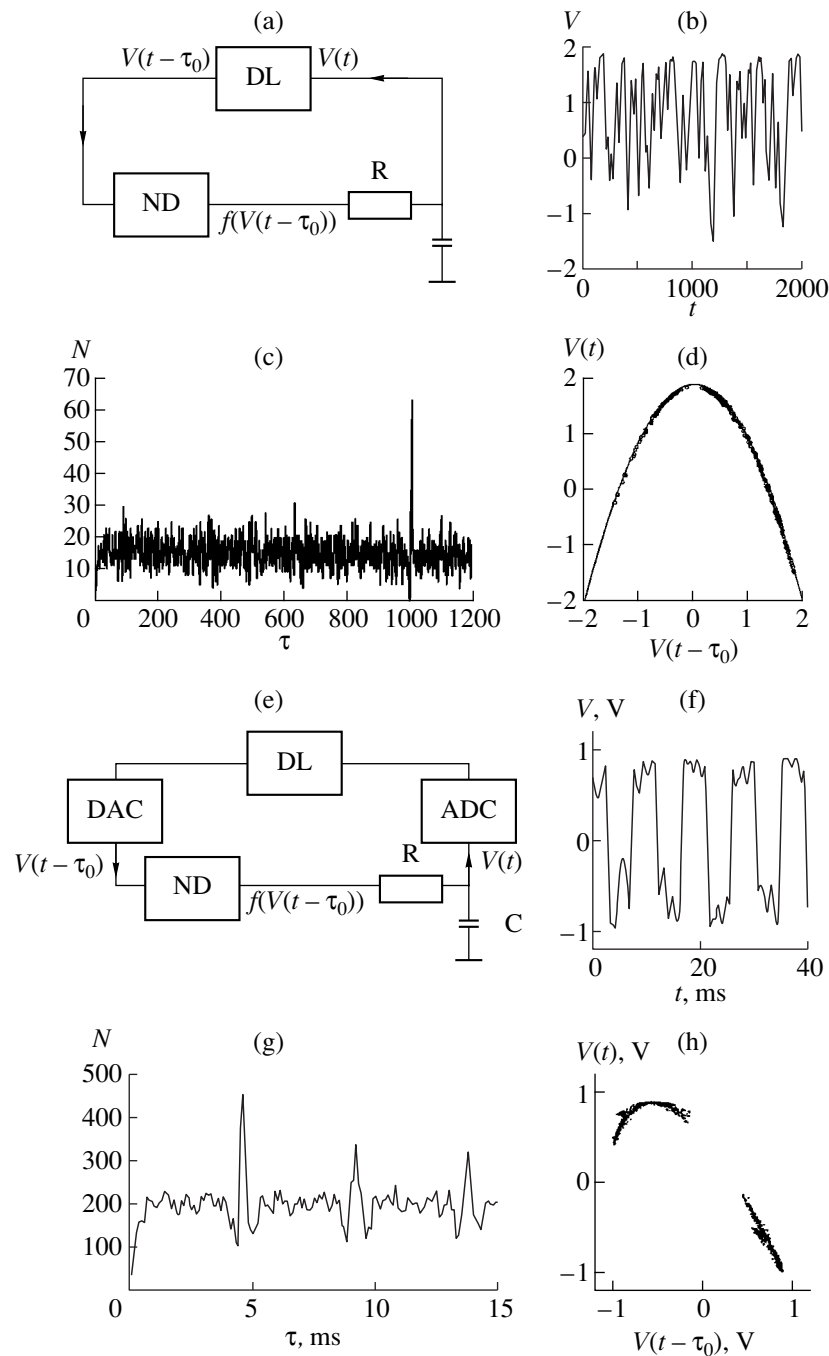 (a)
V(t – τ₀)
DL
V(t)
ND
f(V(t – τ₀))
R
(b)
V
2
1
0
–1
–2
0
1000
2000
t
(c)
N
70
60
50
40
30
20
10
0
200
400
600
800
1000
1200
τ
(d)
V(t)
2
1
0
–1
–2
–2
–1
0
1
2
V(t – τ₀)
(e)
DL
DAC
ADC
V(t – τ₀)
ND
f(V(t – τ₀))
R
V(t)
C
(f)
V, V
1
0
–1
0
20
40
t, ms
(g)
N
500
400
300
200
100
0
5
10
15
τ, ms
(h)
V(t), V
1
0
–1
–1
0
1
V(t – τ₀), V